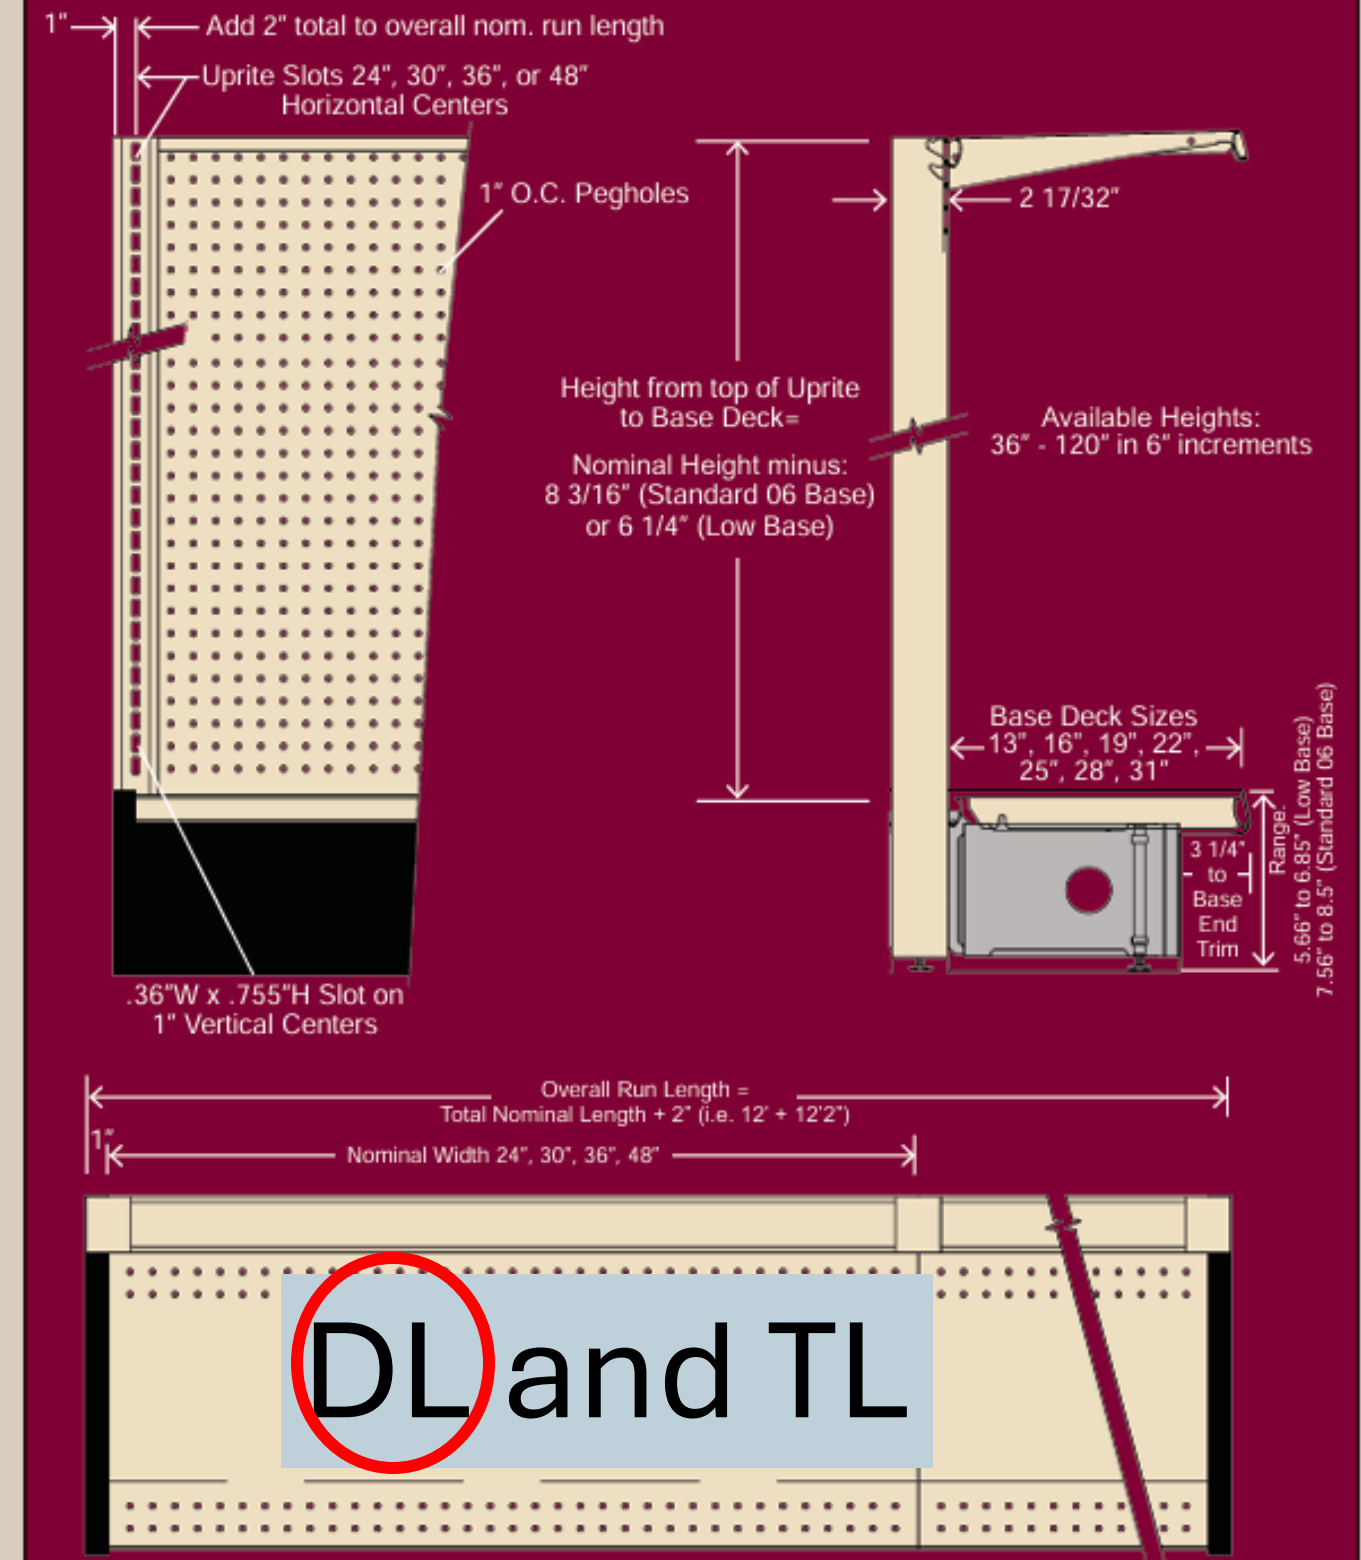 1"
Add 2" total to overall nom. run length
Uprite Slots 24", 30", 36", or 48"
Horizontal Centers
1" O.C. Pegholes
2 17/32"
Height from top of Uprite
to Base Deck=
Nominal Height minus:
8 3/16" (Standard 06 Base)
or 6 1/4" (Low Base)
Available Heights:
36" - 120" in 6" increments
Base Deck Sizes
13", 16", 19", 22",
25", 28", 31"
3 1/4"
to
Base
End
Trim
Range:
5.66" to 6.85" (Low Base)
7.56" to 8.5" (Standard 06 Base)
.36"W x .755"H Slot on
1" Vertical Centers
Overall Run Length =
Total Nominal Length + 2" (i.e. 12' + 12'2")
1"
Nominal Width 24", 30", 36", 48"
DL and TL